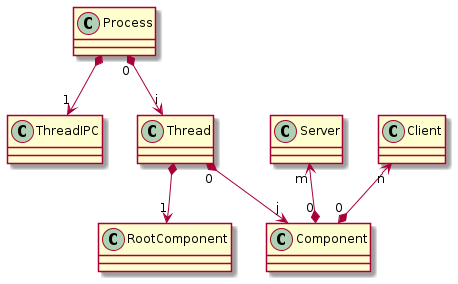 C Process
0
1
i
C ThreadIPC
C Thread
C Server
C Client
0
m
n
1
j
0
0
C RootComponent
C Component